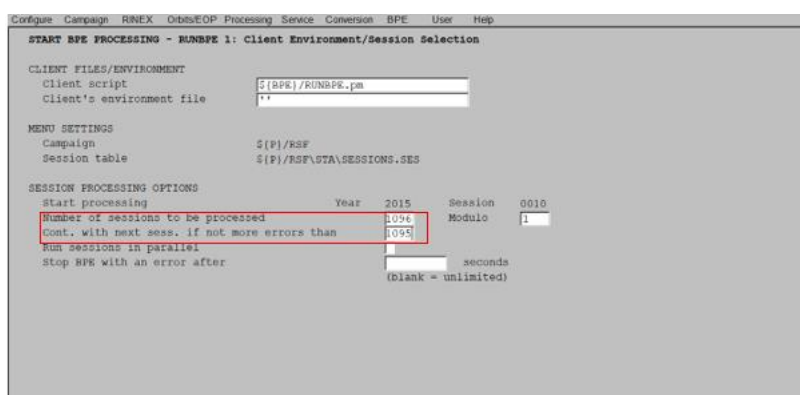 Configure Campaign RINEX Orbits/EOP Processing Service Conversion BPE User Help
START BPE PROCESSING - RUNBPE 1: Client Environment/Session Selection
CLIENT FILES/ENVIRONMENT
Client script ${BPE}/RUNBPE.pm
Client's environment file ''
MENU SETTINGS
Campaign ${P}/RSF
Session table ${P}/RSF\STA\SESSIONS.SES
SESSION PROCESSING OPTIONS
Start processing Year 2015 Session 0010
Number of sessions to be processed 1096 Modulo 1
Cont. with next sess. if not more errors than 1095
Run sessions in parallel
Stop BPE with an error after seconds
(blank = unlimited)